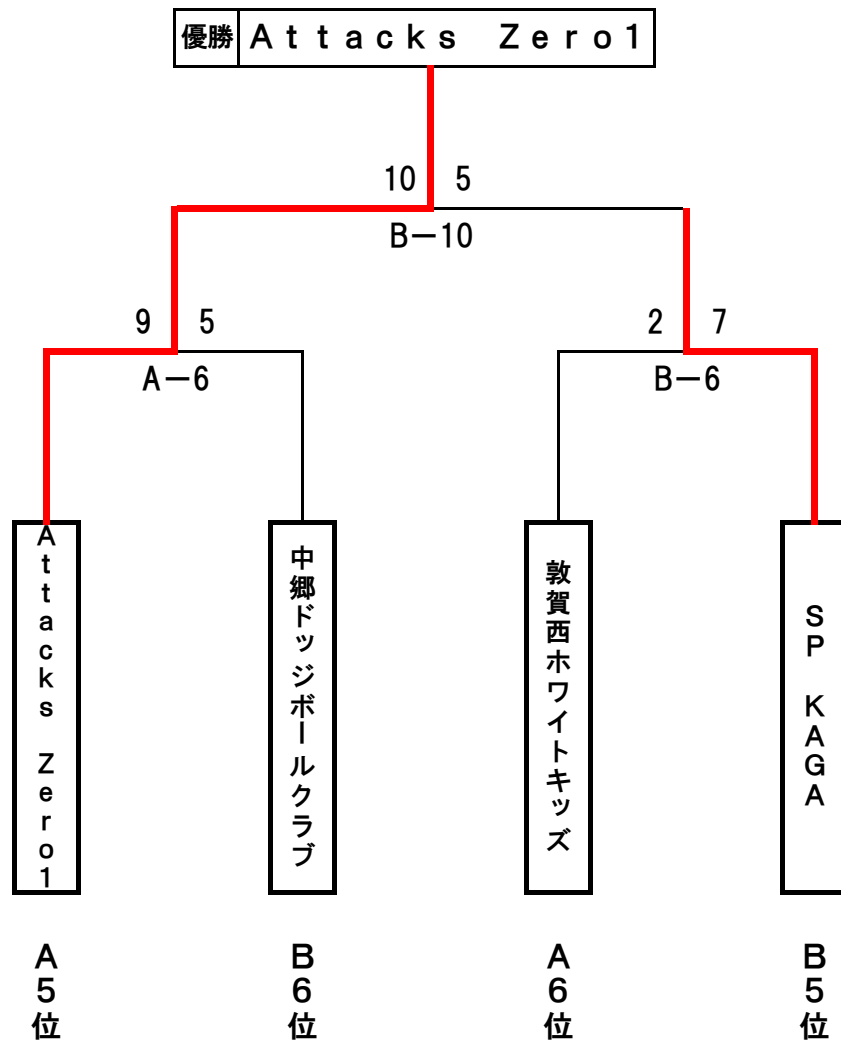 優勝 Ａｔｔａｃｋｓ　Ｚｅｒｏ１
10 5
B－10
9 5
2 7
A－6
B－6
Ａｔｔａｃｋｓ　Ｚｅｒｏ１
中郷ドッジボールクラブ
敦賀西ホワイトキッズ
ＳＰ　ＫＡＧＡ
Ａ５位
Ｂ６位
Ａ６位
Ｂ５位